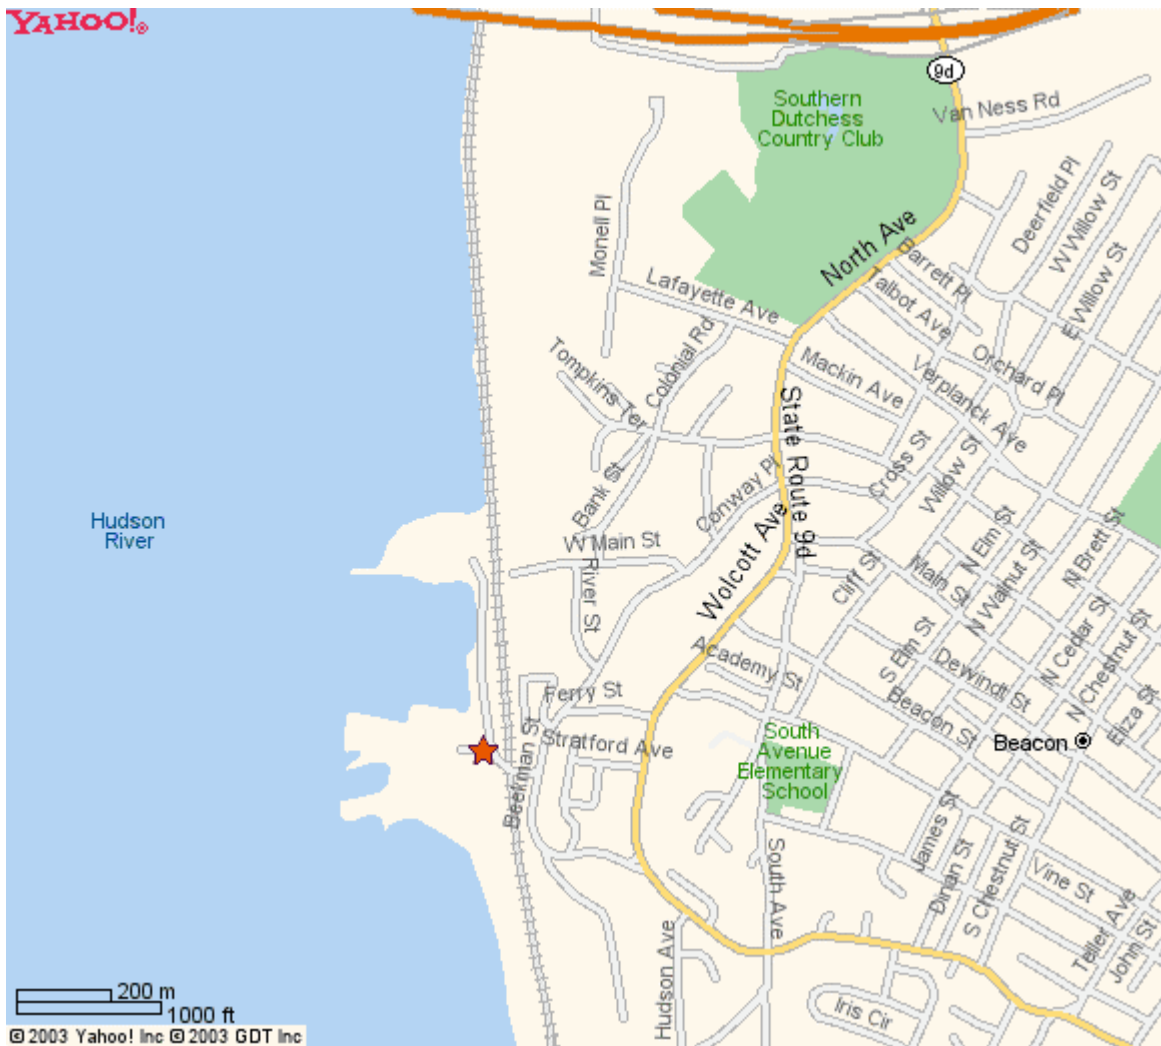 YAHOO!®
9d
Southern
Dutchess
Country Club
Van Ness Rd
Deerfield Pl
W Willow St
E Willow St
Monell Pl
North Ave
Barrett Pl
Talbot Ave
Lafayette Ave
Colonial Rd
Orchard Pl
Mackin Ave
Verplanck Ave
Tompkins Ter
State Route 9d
Cross St
Willow St
Bank St
Conway Pl
Hudson
River
W Main St
River St
Wolcott Ave
Cliff St
Main St
N Elm St
N Walnut St
N Brett St
N Cedar St
N Chestnut St
Eliza St
S Elm St
Dewindt St
Beacon St
Academy St
Ferry St
Stratford Ave
Beekman St
South
Avenue
Elementary
School
Beacon
James St
Dinan St
S Chestnut St
Vine St
Teller Ave
John St
South Ave
Hudson Ave
Iris Cir
200 m
1000 ft
© 2003 Yahoo! Inc © 2003 GDT Inc